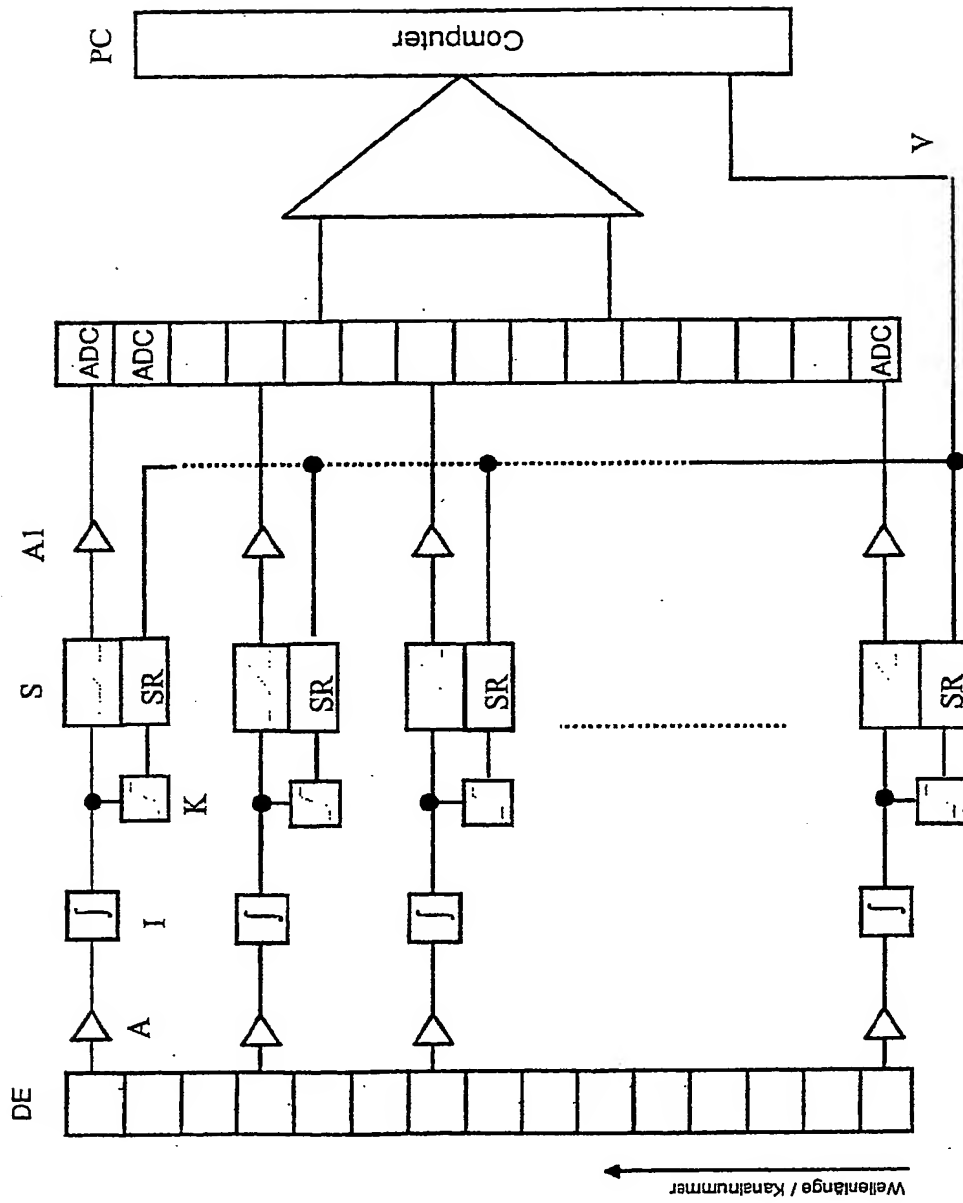 PC
Computer
V
ADC
ADC
ADC
A1
S
SR
SR
SR
SR
K
I
∫
∫
∫
∫
A
DE
Wellenlänge / Kanalnummer